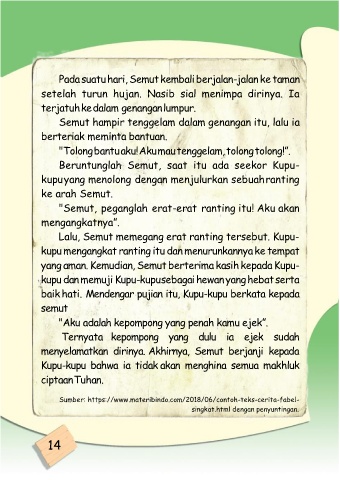 Pada suatu hari, Semut kembali berjalan-jalan ke taman
setelah turun hujan. Nasib sial menimpa dirinya. Ia
terjatuh ke dalam genangan lumpur.
Semut hampir tenggelam dalam genangan itu, lalu ia
berteriak meminta bantuan.
"Tolong bantu aku! Aku mau tenggelam, tolong tolong!".
Beruntunglah Semut, saat itu ada seekor Kupu-
kupu yang menolong dengan menjulurkan sebuah ranting
ke arah Semut.
"Semut, peganglah erat-erat ranting itu! Aku akan
mengangkatnya".
Lalu, Semut memegang erat ranting tersebut. Kupu-
kupu mengangkat ranting itu dan menurunkannya ke tempat
yang aman. Kemudian, Semut berterima kasih kepada Kupu-
kupu dan memuji Kupu-kupu sebagai hewan yang hebat serta
baik hati. Mendengar pujian itu, Kupu-kupu berkata kepada
semut
"Aku adalah kepompong yang penah kamu ejek".
Ternyata kepompong yang dulu ia ejek sudah
menyelamatkan dirinya. Akhirnya, Semut berjanji kepada
Kupu-kupu bahwa ia tidak akan menghina semua makhluk
ciptaan Tuhan.
Sumber: https://www.materibindo.com/2018/06/contoh-teks-cerita-fabel-
singkat.html dengan penyuntingan.
14